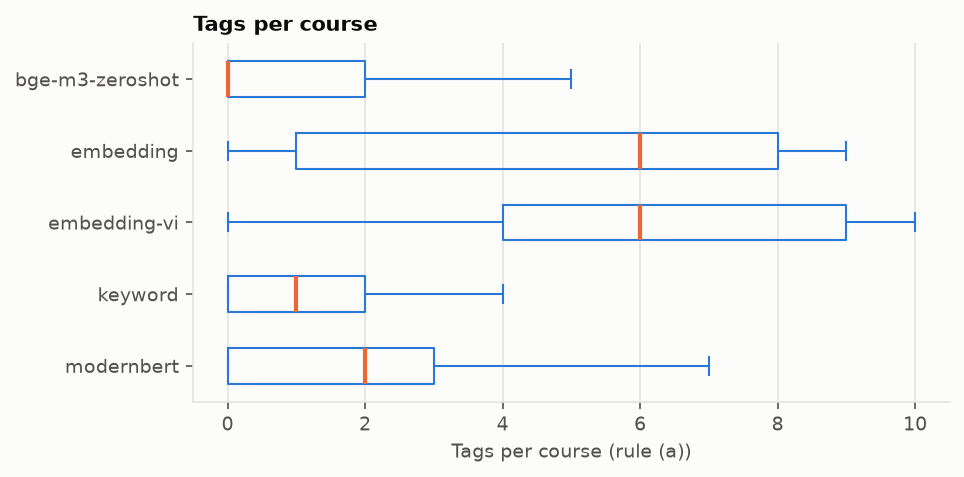 Tags per course
bge-m3-zeroshot
embedding
embedding-vi
keyword
modernbert
0 2 4 6 8 10
Tags per course (rule (a))